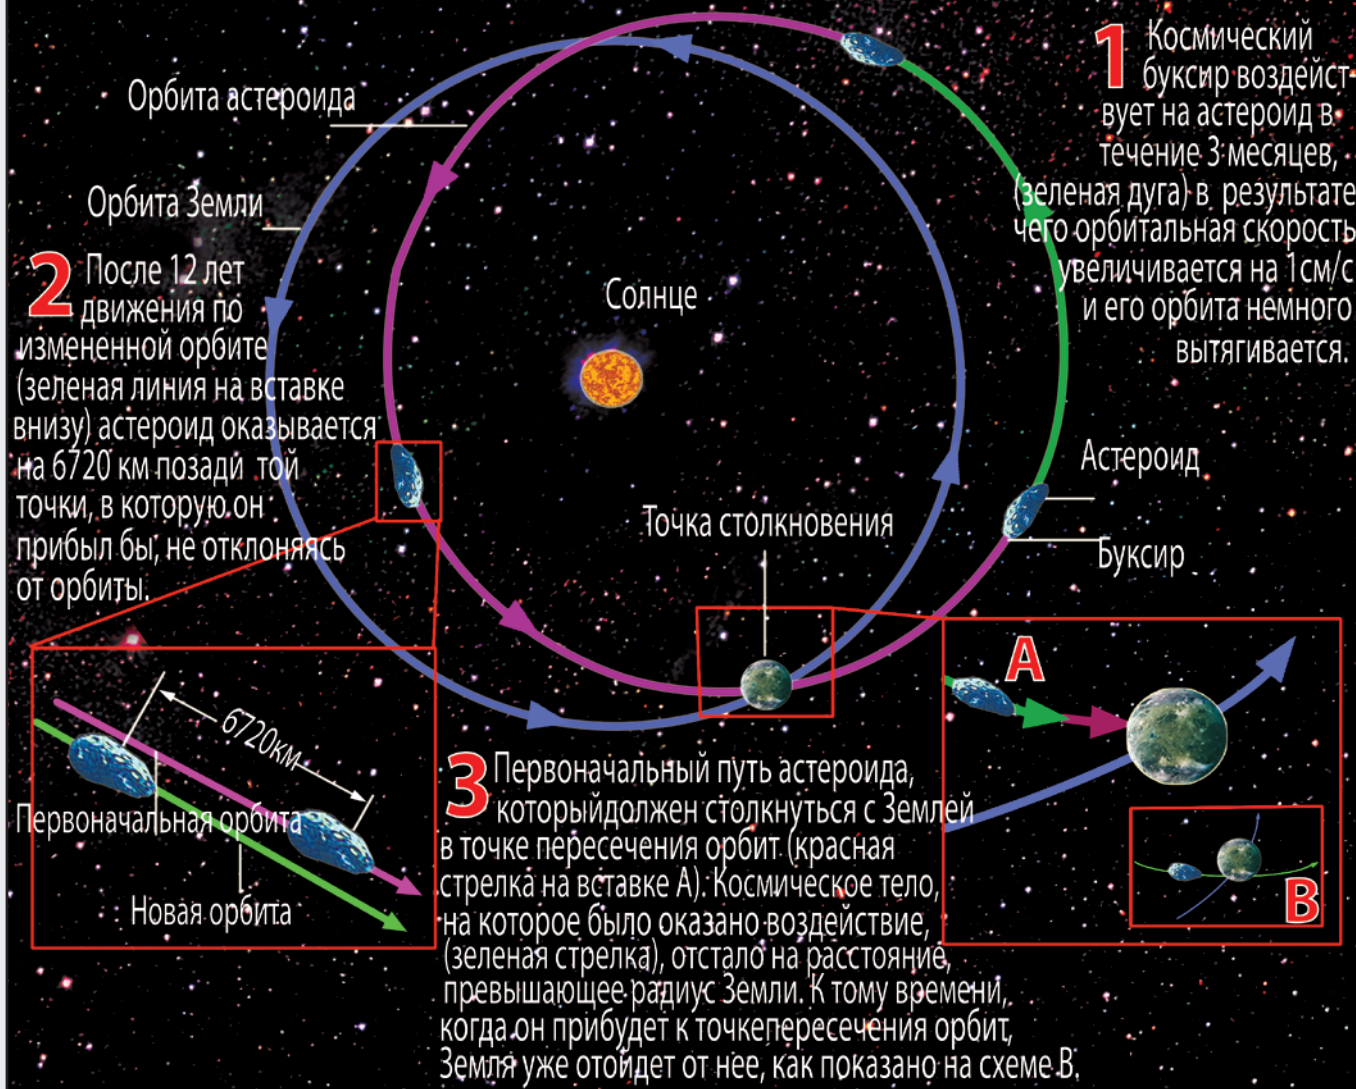 Орбита астероида
Орбита Земли
Солнце
1 Космический
буксир воздейст-
вует на астероид в
течение 3 месяцев,
(зеленая дуга) в результате
чего орбитальная скорость
увеличивается на 1см/с
и его орбита немного
вытягивается.
2 После 12 лет
движения по
измененной орбите
(зеленая линия на вставке
внизу) астероид оказывается
на 6720 км позади той
точки, в которую он
прибыл бы, не отклоняясь
от орбиты.
Астероид
Буксир
Точка столкновения
6720км
Первоначальная орбита
Новая орбита
3 Первоначальный путь астероида,
которыйдолжен столкнуться с Землей
в точке пересечения орбит (красная
стрелка на вставке А). Космическое тело,
на которое было оказано воздействие,
(зеленая стрелка), отстало на расстояние,
превышающее радиус Земли. К тому времени,
когда он прибудет к точкепересечения орбит,
Земля уже отойдет от нее, как показано на схеме В.
А
В